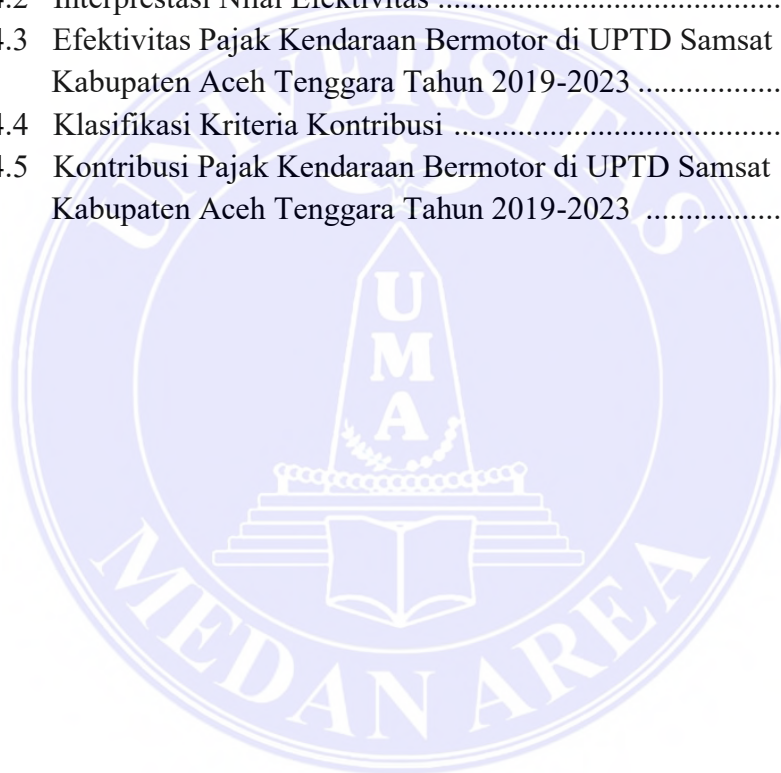 4.2 Interprestasi Nilai Efektivitas ................................................
4.3 Efektivitas Pajak Kendaraan Bermotor di UPTD Samsat
Kabupaten Aceh Tenggara Tahun 2019-2023 ..................
4.4 Klasifikasi Kriteria Kontribusi ..........................................
4.5 Kontribusi Pajak Kendaraan Bermotor di UPTD Samsat
Kabupaten Aceh Tenggara Tahun 2019-2023 .................
UNIVERSITAS
U
M
A
MEDAN AREA